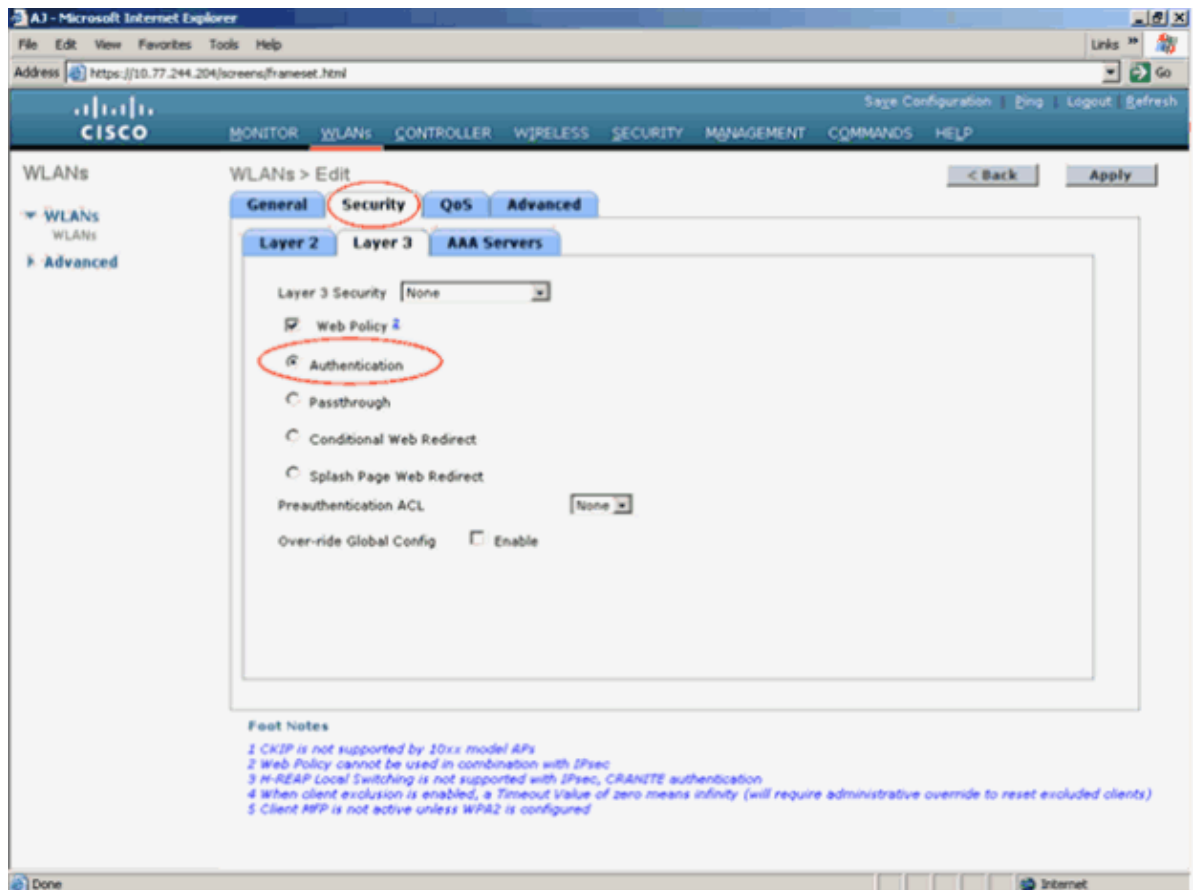 AJ - Microsoft Internet Explorer
File Edit View Favorites Tools Help Links »
Address https://10.77.244.204/screens/frameset.html Go
Save Configuration | Ping | Logout | Refresh
CISCO MONITOR WLANs CONTROLLER WIRELESS SECURITY MANAGEMENT COMMANDS HELP
WLANs
WLANs
WLANs
Advanced
WLANs > Edit
< Back Apply
General Security QoS Advanced
Layer 2 Layer 3 AAA Servers
Layer 3 Security None
Web Policy 2
Authentication
Passthrough
Conditional Web Redirect
Splash Page Web Redirect
Preauthentication ACL None
Over-ride Global Config Enable
Foot Notes
1 CKIP is not supported by 10xx model APs
2 Web Policy cannot be used in combination with IPsec
3 H-REAP Local Switching is not supported with IPsec, CRANITE authentication
4 When client exclusion is enabled, a Timeout Value of zero means infinity (will require administrative override to reset excluded clients)
5 Client MFP is not active unless WPA2 is configured
Done Internet